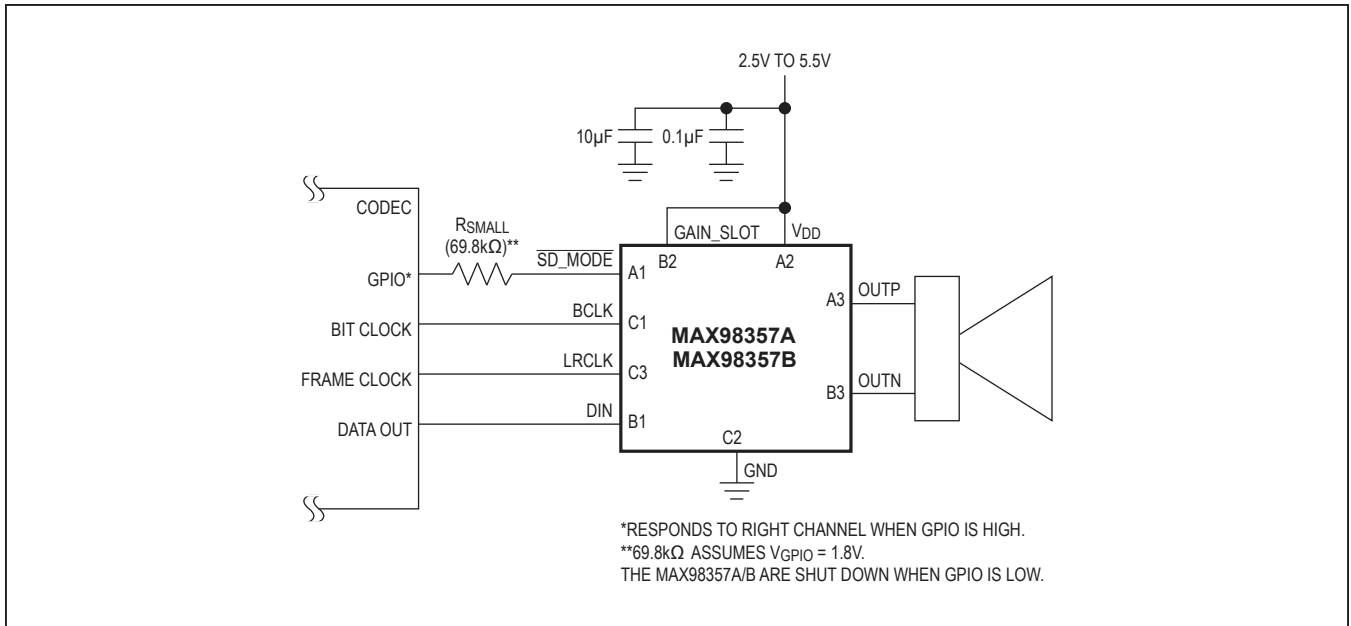 2.5V TO 5.5V
10µF
0.1µF
CODEC
RSMALL
(69.8kΩ)**
GAIN_SLOT
VDD
SD_MODE
B2
A2
GPIO*
A1
A3
OUTP
BCLK
BIT CLOCK
C1
MAX98357A
MAX98357B
LRCLK
FRAME CLOCK
C3
B3
OUTN
DIN
DATA OUT
B1
C2
GND
*RESPONDS TO RIGHT CHANNEL WHEN GPIO IS HIGH.
**69.8kΩ ASSUMES VGPIO = 1.8V.
THE MAX98357A/B ARE SHUT DOWN WHEN GPIO IS LOW.